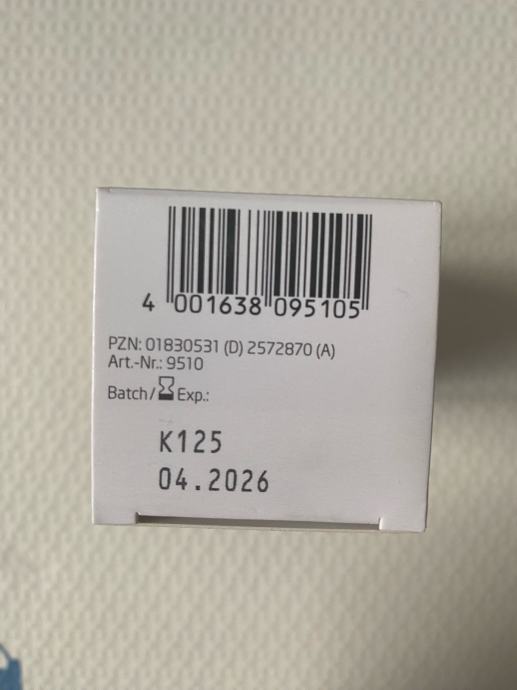 4 001638 095105
PZN: 01830531 (D) 2572870 (A)
Art.-Nr.: 9510
Batch/ Exp.:
K125
04.2026